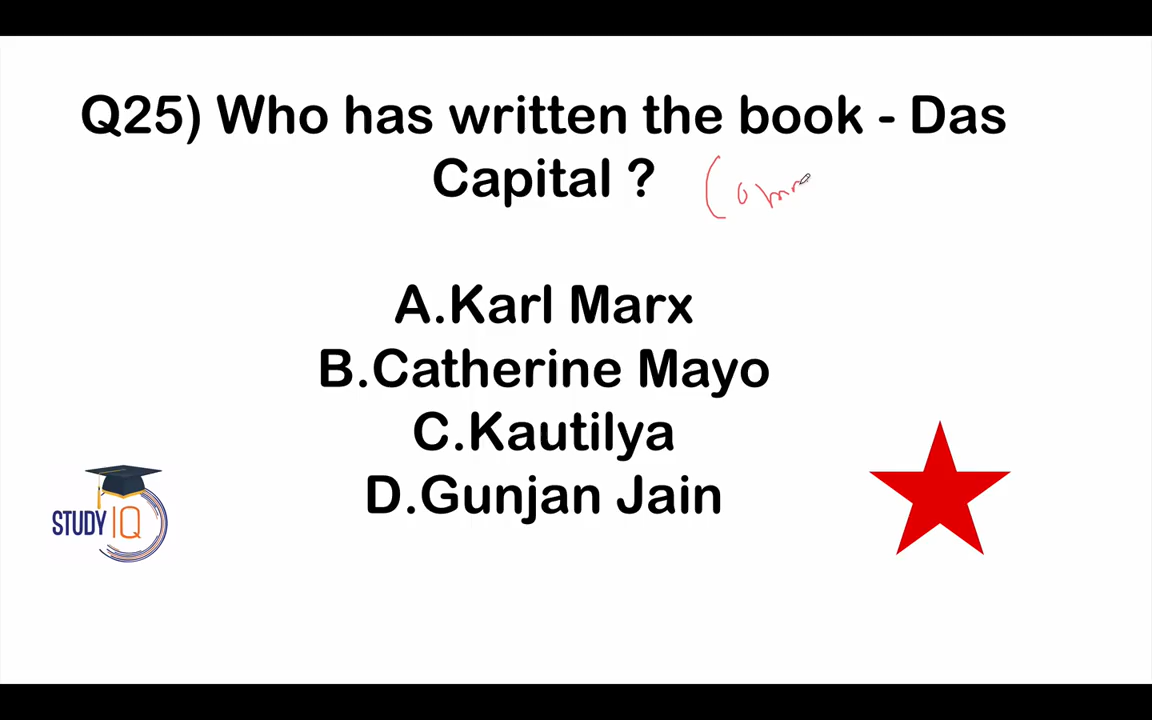 Q25) Who has written the book - Das
Capital ?
A.Karl Marx
B.Catherine Mayo
C.Kautilya
D.Gunjan Jain
STUDY IQ